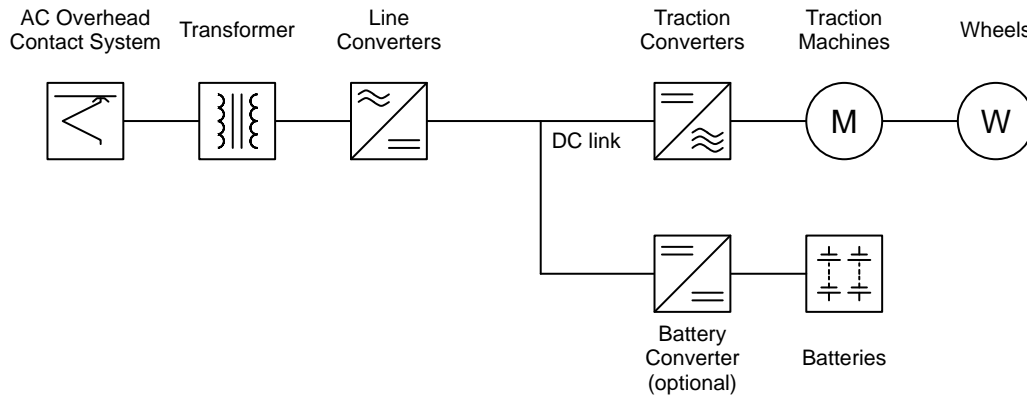 AC Overhead
Contact System
Transformer
Line
Converters
Traction
Converters
Traction
Machines
Wheels
M
W
DC link
Battery
Converter
(optional)
Batteries